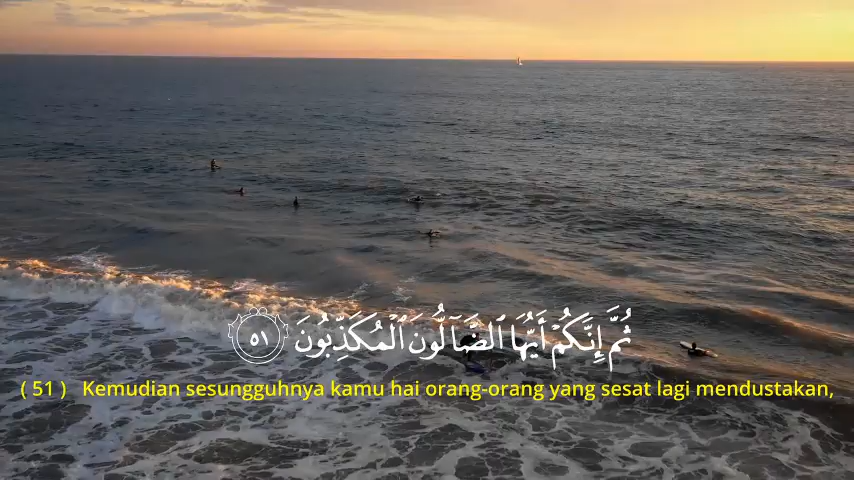 ثُمَّ إِنَّكُمْ أَيُّهَا ٱلضَّآلُّونَ ٱلْمُكَذِّبُونَ ٥١
( 51 ) Kemudian sesungguhnya kamu hai orang-orang yang sesat lagi mendustakan,